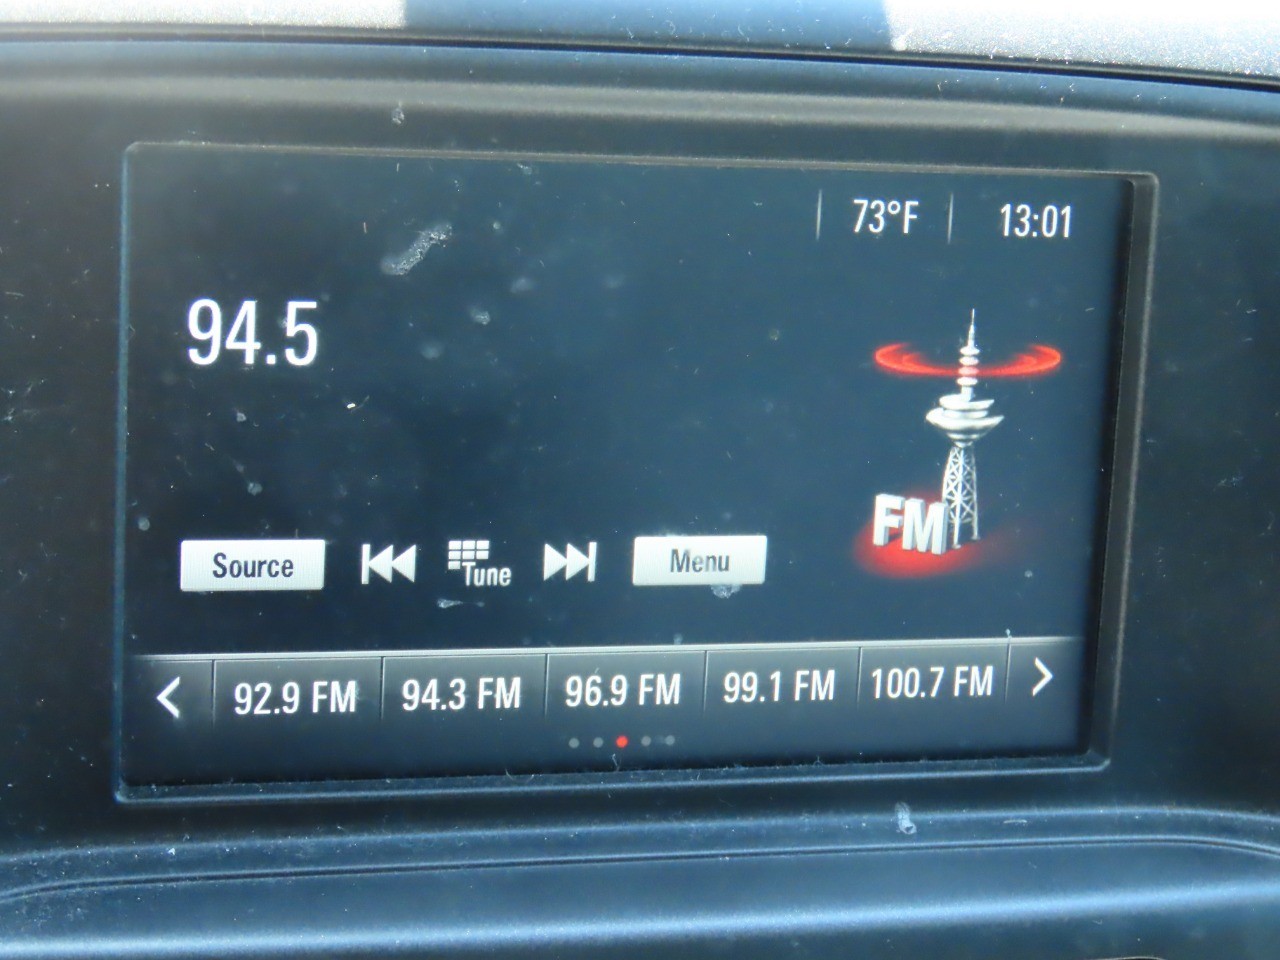 73°F 13:01
94.5
FM
Source Tune Menu
92.9 FM 94.3 FM 96.9 FM 99.1 FM 100.7 FM